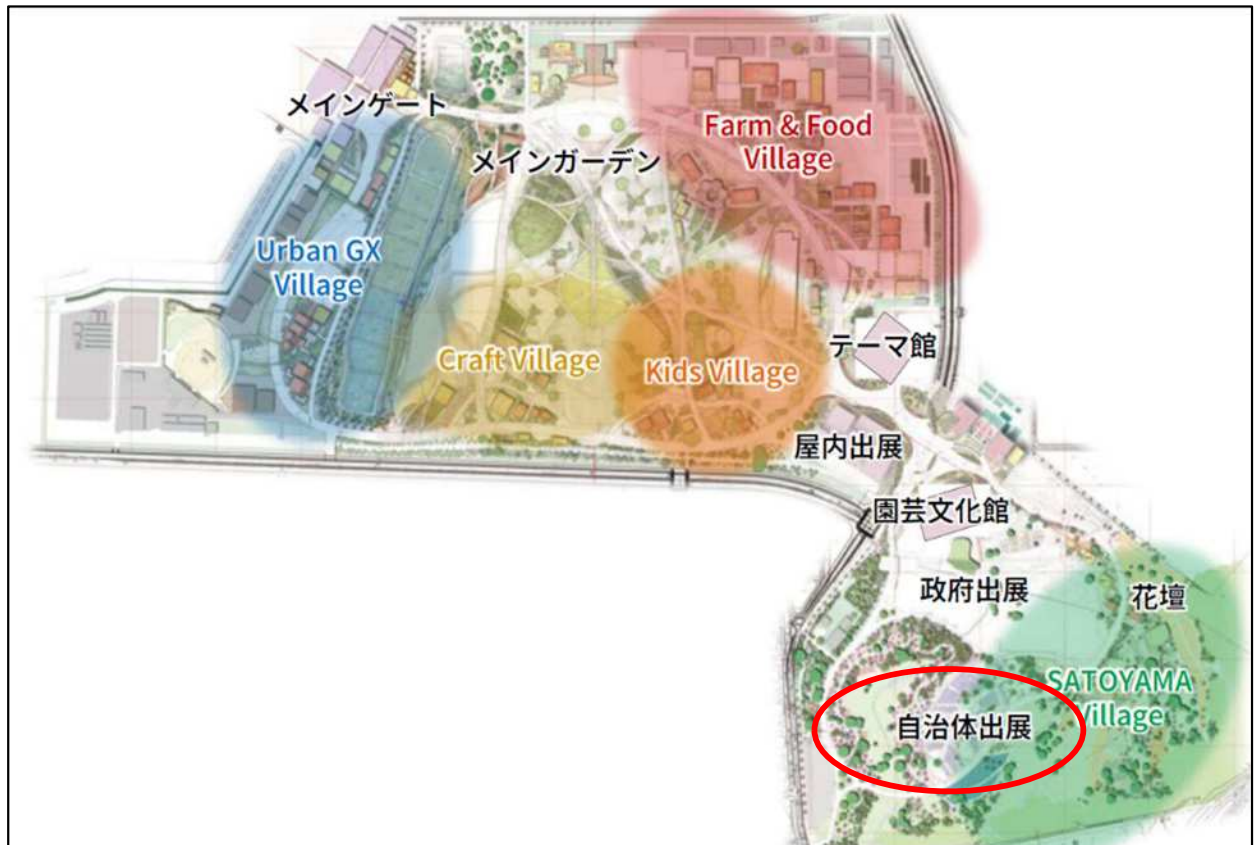 メインゲート
メインガーデン
Farm & Food
Village
Urban GX
Village
Craft Village
Kids Village
テーマ館
屋内出展
園芸文化館
政府出展
花壇
SATOYAMA
Village
自治体出展